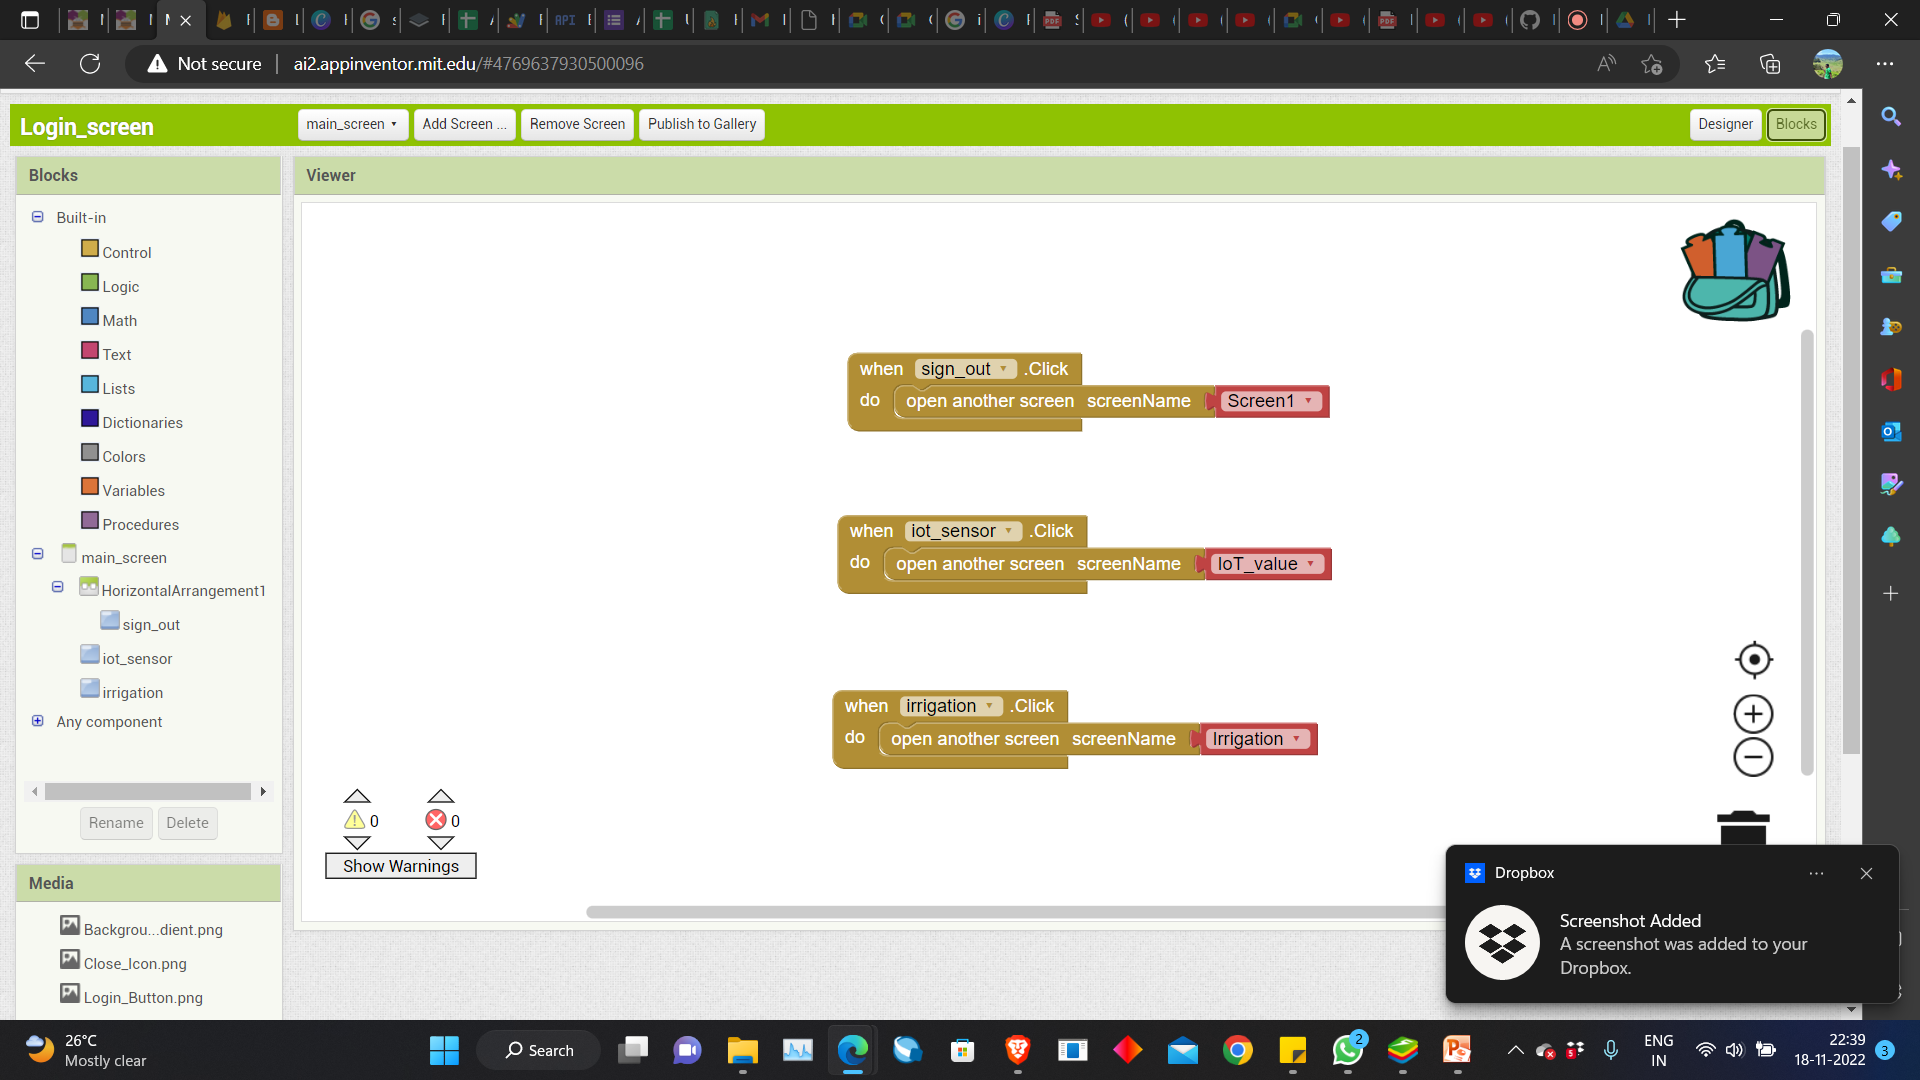 Not secure ai2.appinventor.mit.edu/#4769637930500096
Login_screen
main_screen
Add Screen ...
Remove Screen
Publish to Gallery
Designer
Blocks
Blocks
Built-in
Control
Logic
Math
Text
Lists
Dictionaries
Colors
Variables
Procedures
main_screen
HorizontalArrangement1
sign_out
iot_sensor
irrigation
Any component
Rename
Delete
Media
Backgrou...dient.png
Close_Icon.png
Login_Button.png
Viewer
when sign_out .Click
do open another screen screenName Screen1
when iot_sensor .Click
do open another screen screenName IoT_value
when irrigation .Click
do open another screen screenName Irrigation
0 0
Show Warnings
Dropbox
Screenshot Added
A screenshot was added to your
Dropbox.
26°C
Mostly clear
Search
2
ENG
IN
22:39
18-11-2022
3